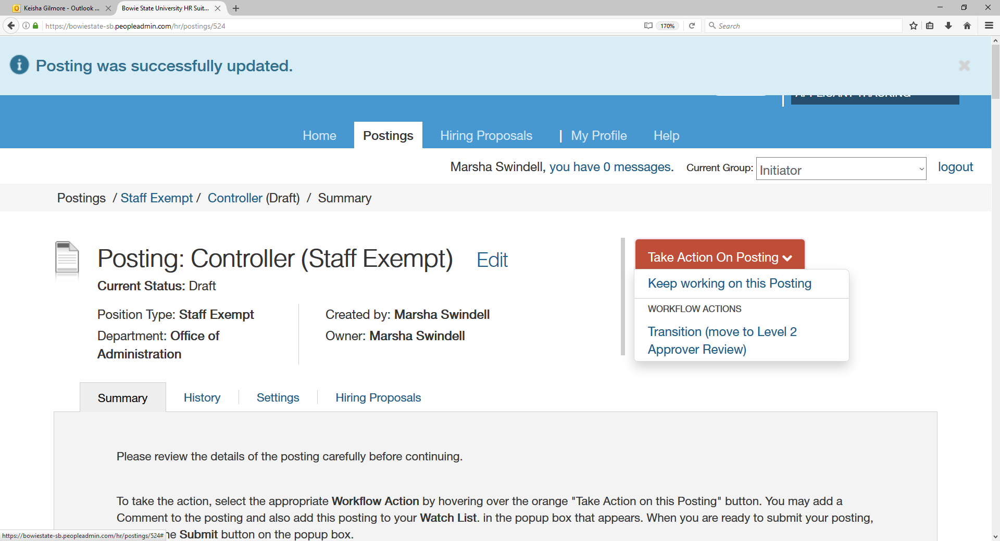 Keisha Gilmore - Outlook ...
Bowie State University HR Suit...
https://bowiestate-sb.peopleadmin.com/hr/postings/524
170%
Search
Posting was successfully updated.
APPLICANT TRACKING
Home
Postings
Hiring Proposals
| My Profile
Help
Marsha Swindell, you have 0 messages.
Current Group:
Initiator
logout
Postings / Staff Exempt / Controller (Draft) / Summary
Posting: Controller (Staff Exempt)
Edit
Current Status: Draft
Position Type: Staff Exempt
Department: Office of
Administration
Created by: Marsha Swindell
Owner: Marsha Swindell
Take Action On Posting
Keep working on this Posting
WORKFLOW ACTIONS
Transition (move to Level 2
Approver Review)
Summary
History
Settings
Hiring Proposals
Please review the details of the posting carefully before continuing.
To take the action, select the appropriate Workflow Action by hovering over the orange "Take Action on this Posting" button. You may add a
Comment to the posting and also add this posting to your Watch List. in the popup box that appears. When you are ready to submit your posting,
Submit button on the popup box.
https://bowiestate-sb.peopleadmin.com/hr/postings/524#